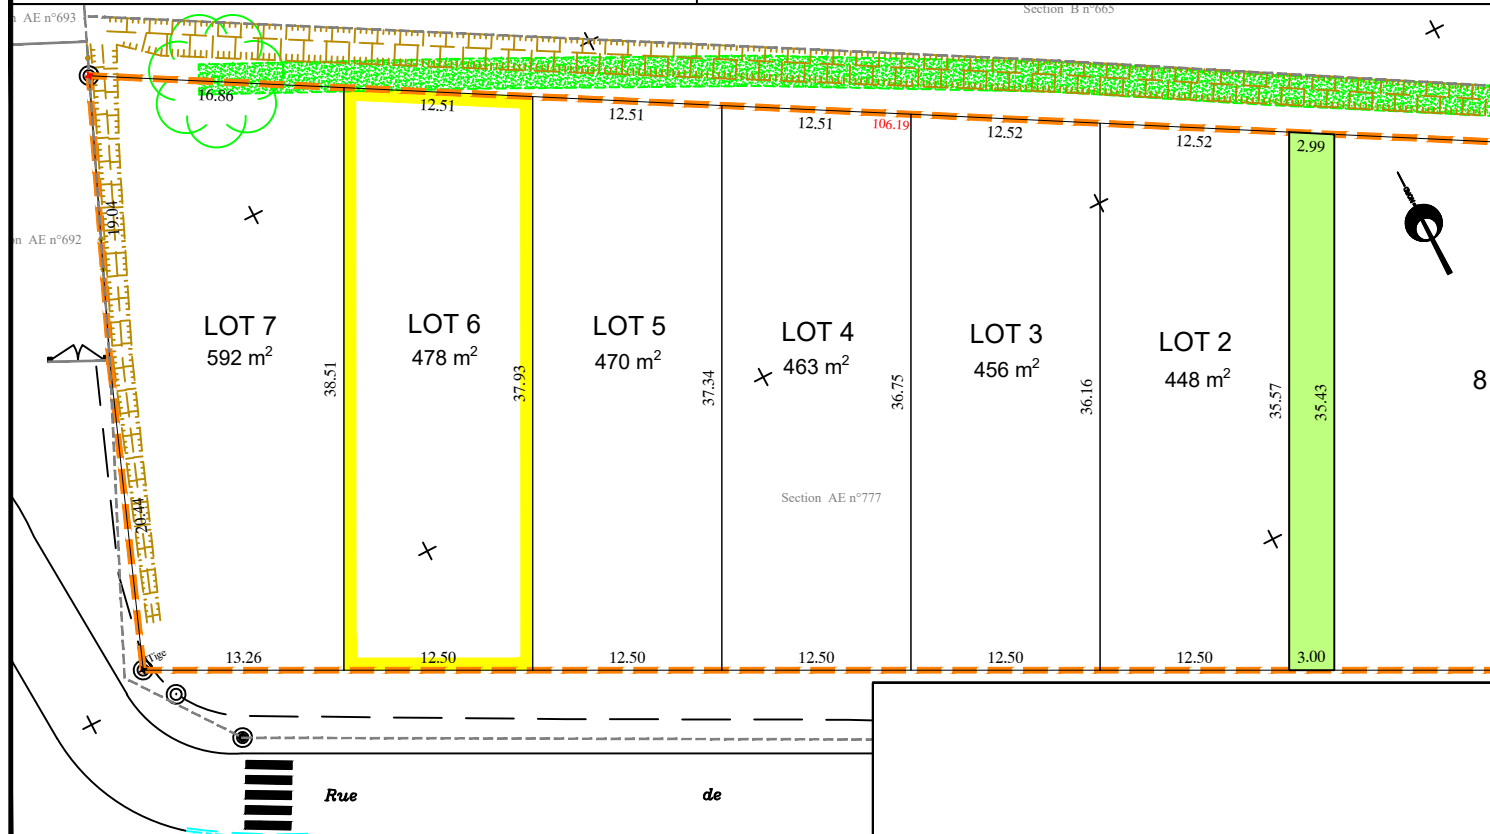 n AE n°693
Section B n°665
16.86
12.51
12.51
12.51
106.19
12.52
12.52
2.99
19.04
n AE n°692
LOT 7
592 m²
LOT 6
478 m²
LOT 5
470 m²
LOT 4
463 m²
LOT 3
456 m²
LOT 2
448 m²
8
38.51
37.93
37.34
36.75
36.16
35.57
35.43
Section AE n°777
20.44
Tige
13.26
12.50
12.50
12.50
12.50
12.50
3.00
Rue
de